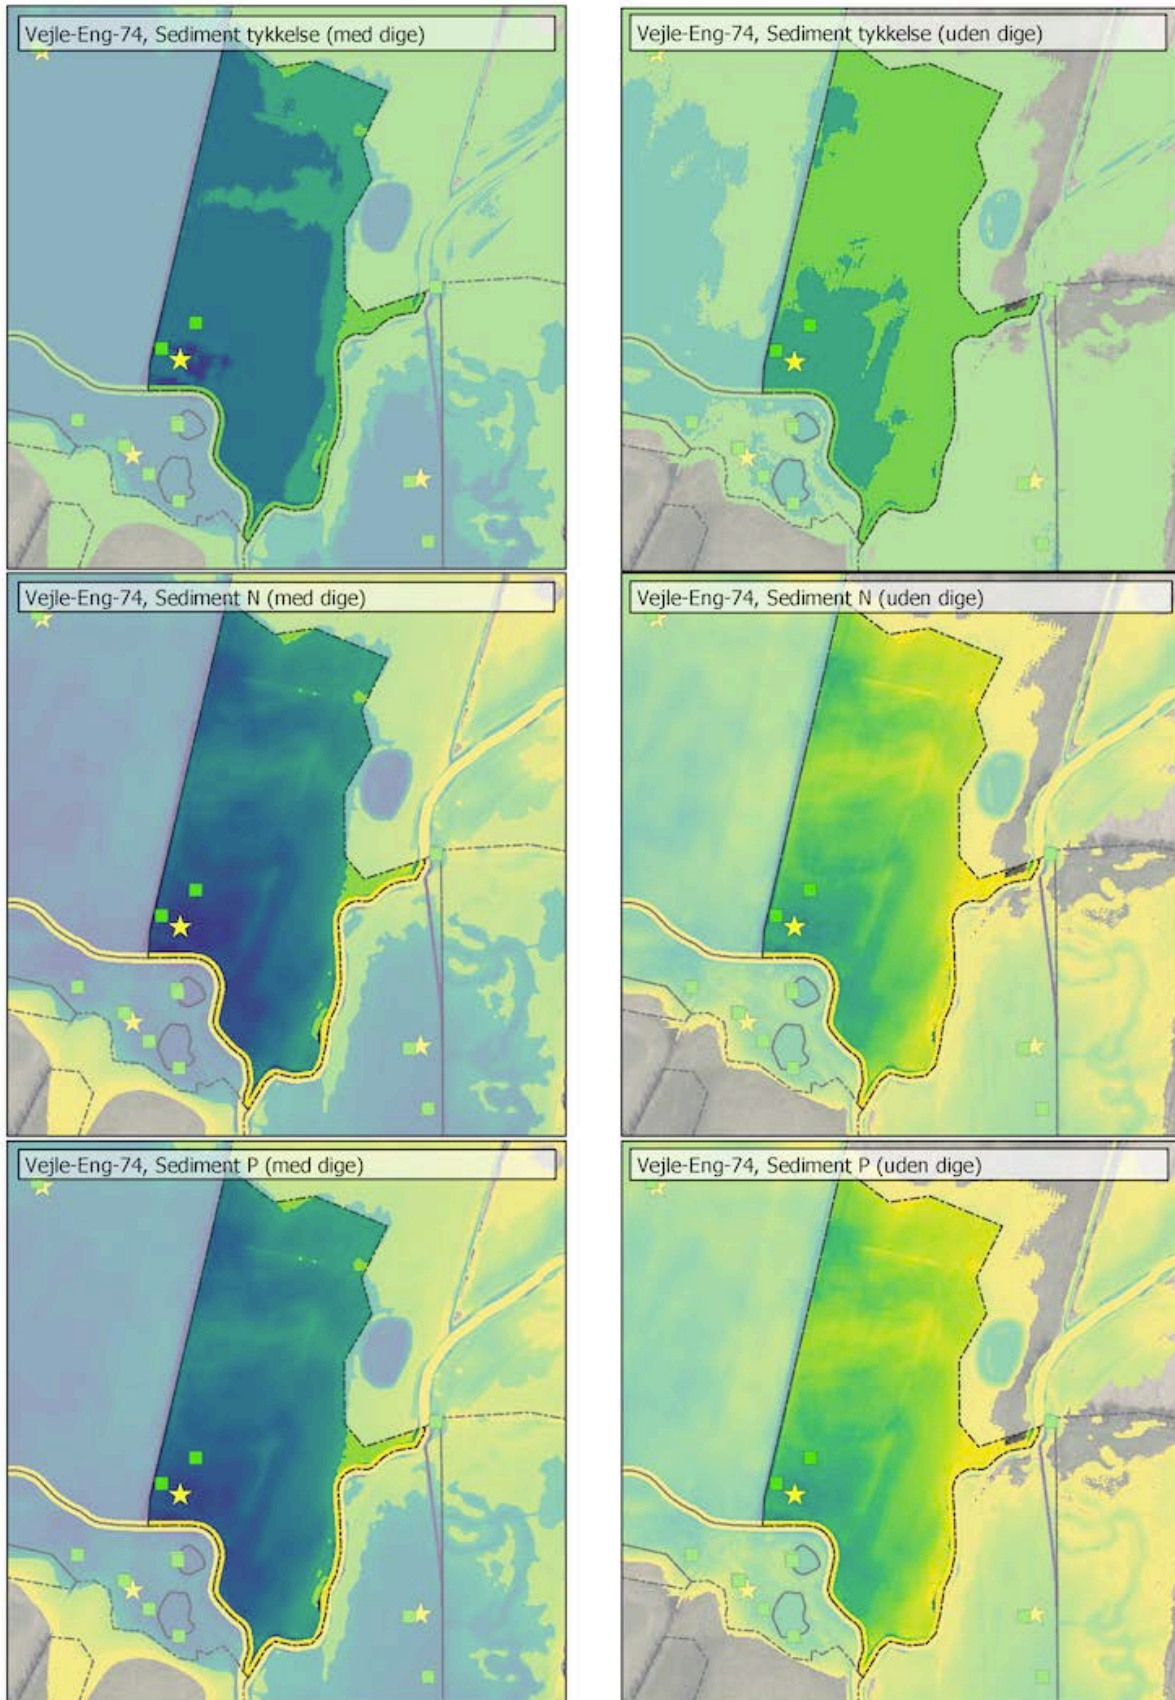 Vejle-Eng-74, Sediment tykkelse (med dige)
Vejle-Eng-74, Sediment tykkelse (uden dige)
Vejle-Eng-74, Sediment N (med dige)
Vejle-Eng-74, Sediment N (uden dige)
Vejle-Eng-74, Sediment P (med dige)
Vejle-Eng-74, Sediment P (uden dige)